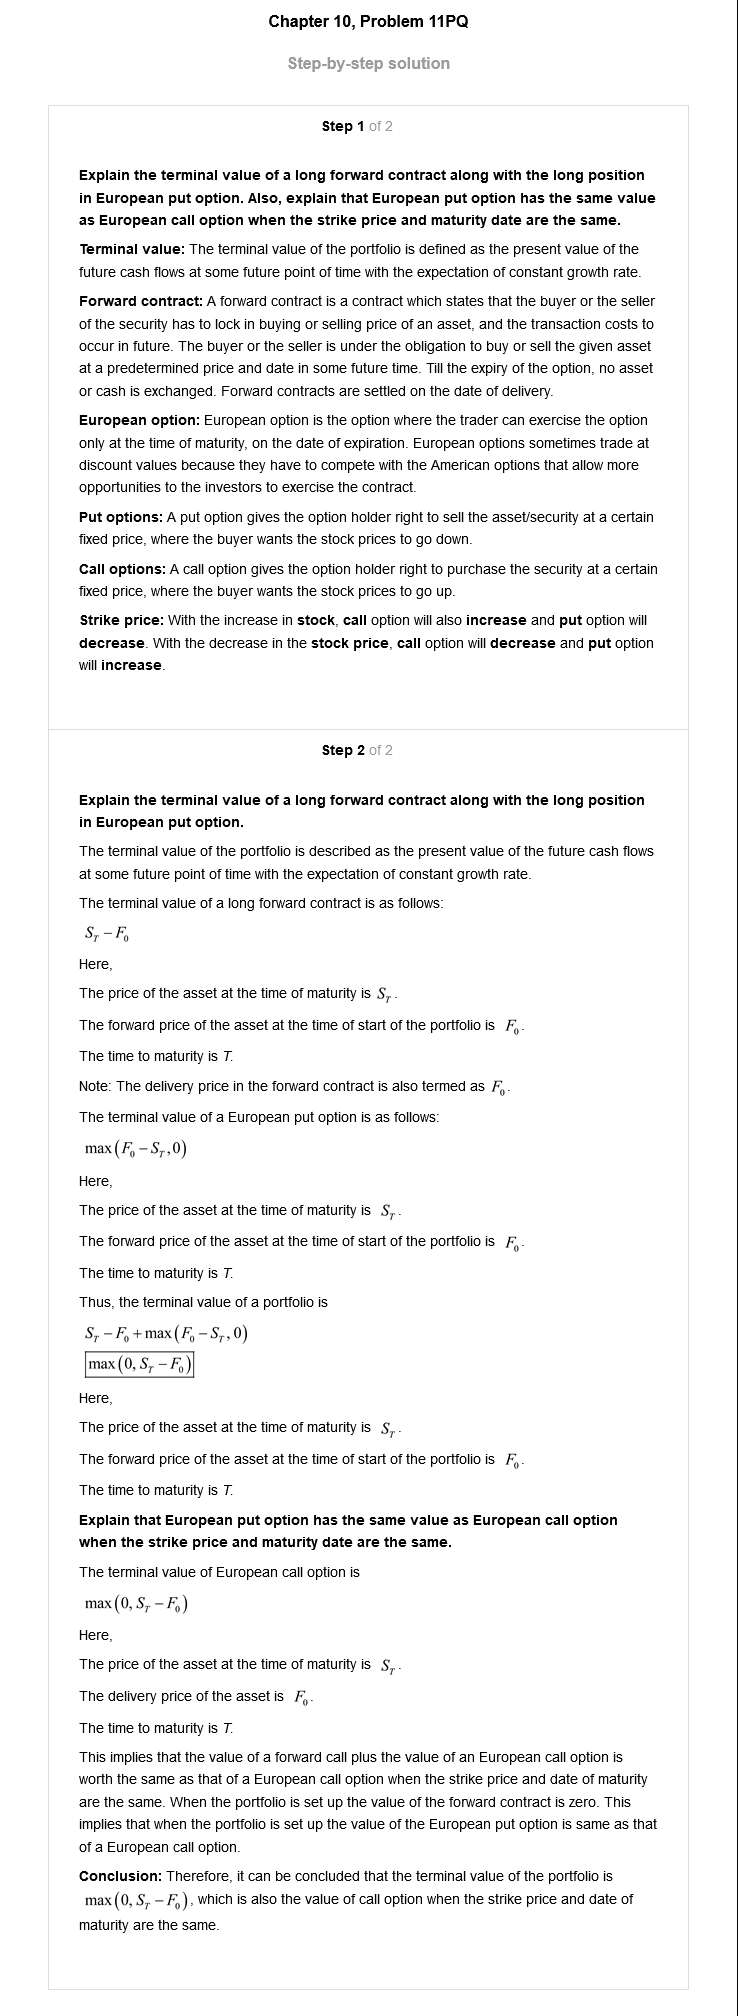 Chapter 10, Problem 11PQ
Step-by-step solution
Step 1 of 2
Explain the terminal value of a long forward contract along with the long position
in European put option. Also, explain that European put option has the same value
as European call option when the strike price and maturity date are the same.
Terminal value: The terminal value of the portfolio is defined as the present value of the
future cash flows at some future point of time with the expectation of constant growth rate.
Forward contract: A forward contract is a contract which states that the buyer or the seller
of the security has to lock in buying or selling price of an asset, and the transaction costs to
occur in future. The buyer or the seller is under the obligation to buy or sell the given asset
at a predetermined price and date in some future time. Till the expiry of the option, no asset
or cash is exchanged. Forward contracts are settled on the date of delivery.
European option: European option is the option where the trader can exercise the option
only at the time of maturity, on the date of expiration. European options sometimes trade at
discount values because they have to compete with the American options that allow more
opportunities to the investors to exercise the contract.
Put options: A put option gives the option holder right to sell the asset/security at a certain
fixed price, where the buyer wants the stock prices to go down.
Call options: A call option gives the option holder right to purchase the security at a certain
fixed price, where the buyer wants the stock prices to go up.
Strike price: With the increase in stock, call option will also increase and put option will
decrease. With the decrease in the stock price, call option will decrease and put option
will increase.
Step 2 of 2
Explain the terminal value of a long forward contract along with the long position
in European put option.
The terminal value of the portfolio is described as the present value of the future cash flows
at some future point of time with the expectation of constant growth rate.
The terminal value of a long forward contract is as follows:
S_T − F_0
Here,
The price of the asset at the time of maturity is S_T.
The forward price of the asset at the time of start of the portfolio is F_0.
The time to maturity is T.
Note: The delivery price in the forward contract is also termed as F_0.
The terminal value of a European put option is as follows:
max(F_0 − S_T, 0)
Here,
The price of the asset at the time of maturity is S_T.
The forward price of the asset at the time of start of the portfolio is F_0.
The time to maturity is T.
Thus, the terminal value of a portfolio is
S_T − F_0 + max(F_0 − S_T, 0)
max(0, S_T − F_0)
Here,
The price of the asset at the time of maturity is S_T.
The forward price of the asset at the time of start of the portfolio is F_0.
The time to maturity is T.
Explain that European put option has the same value as European call option
when the strike price and maturity date are the same.
The terminal value of European call option is
max(0, S_T − F_0)
Here,
The price of the asset at the time of maturity is S_T.
The delivery price of the asset is F_0.
The time to maturity is T.
This implies that the value of a forward call plus the value of an European call option is
worth the same as that of a European call option when the strike price and date of maturity
are the same. When the portfolio is set up the value of the forward contract is zero. This
implies that when the portfolio is set up the value of the European put option is same as that
of a European call option.
Conclusion: Therefore, it can be concluded that the terminal value of the portfolio is
max(0, S_T − F_0), which is also the value of call option when the strike price and date of
maturity are the same.